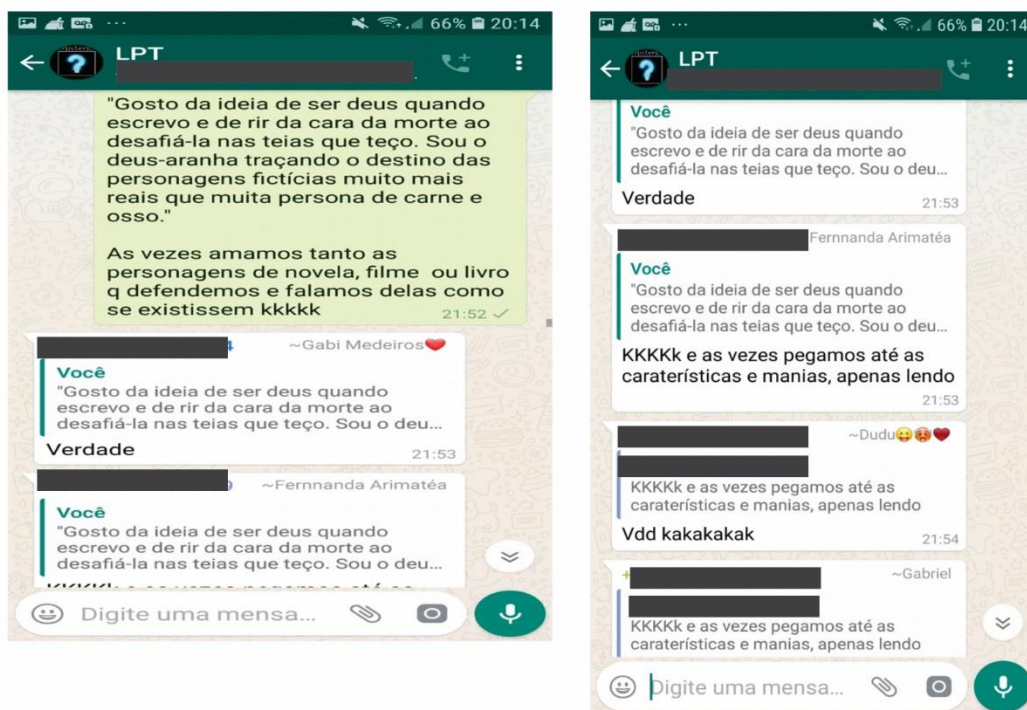 66% 20:14
LPT
"Gosto da ideia de ser deus quando
escrevo e de rir da cara da morte ao
desafiá-la nas teias que teço. Sou o
deus-aranha traçando o destino das
personagens fictícias muito mais
reais que muita persona de carne e
osso."
As vezes amamos tanto as
personagens de novela, filme ou livro
q defendemos e falamos delas como
se existissem kkkkk
21:52
~Gabi Medeiros
Você
"Gosto da ideia de ser deus quando
escrevo e de rir da cara da morte ao
desafiá-la nas teias que teço. Sou o deu...
Verdade
21:53
~Fernnanda Arimatéa
Você
"Gosto da ideia de ser deus quando
escrevo e de rir da cara da morte ao
desafiá-la nas teias que teço. Sou o deu...
Digite uma mensa...
66% 20:14
LPT
Você
"Gosto da ideia de ser deus quando
escrevo e de rir da cara da morte ao
desafiá-la nas teias que teço. Sou o deu...
Verdade
21:53
Fernnanda Arimatéa
Você
"Gosto da ideia de ser deus quando
escrevo e de rir da cara da morte ao
desafiá-la nas teias que teço. Sou o deu...
KKKKk e as vezes pegamos até as
caraterísticas e manias, apenas lendo
21:53
~Dudu
KKKKk e as vezes pegamos até as
caraterísticas e manias, apenas lendo
Vdd kakakakak
21:54
~Gabriel
KKKKk e as vezes pegamos até as
caraterísticas e manias, apenas lendo
Digite uma mensa...